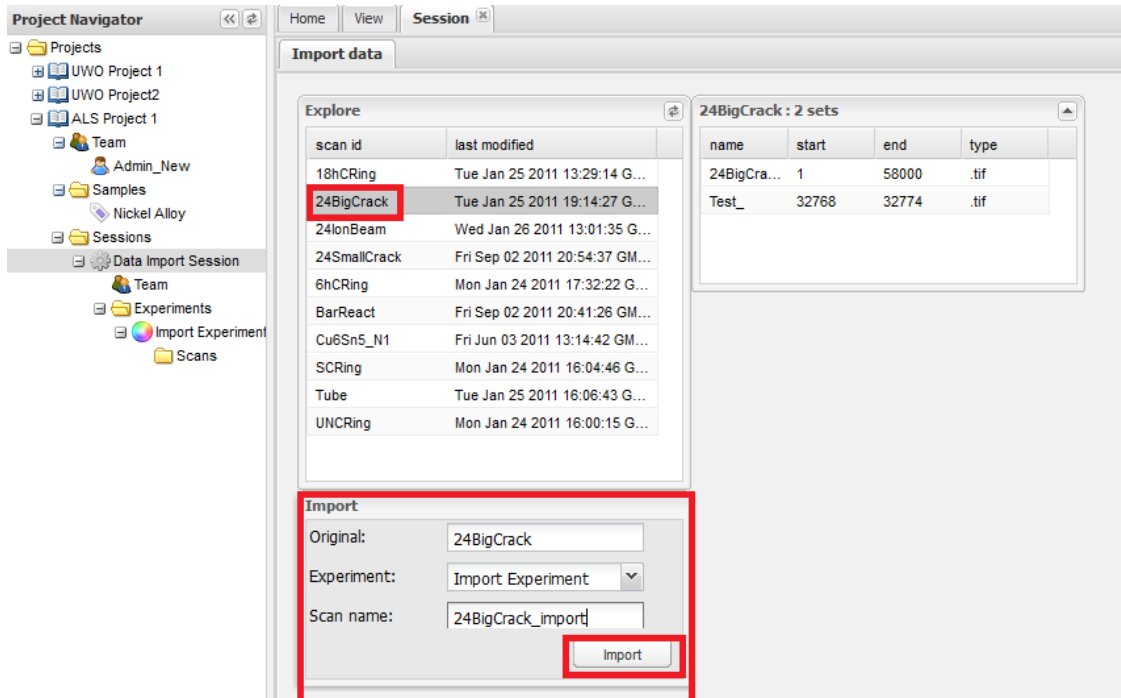 Project Navigator
Projects
UWO Project 1
UWO Project2
ALS Project 1
Team
Admin_New
Samples
Nickel Alloy
Sessions
Data Import Session
Team
Experiments
Import Experiment
Scans
Home View Session
Import data
Explore
scan id last modified
18hCRing Tue Jan 25 2011 13:29:14 G...
24BigCrack Tue Jan 25 2011 19:14:27 G...
24IonBeam Wed Jan 26 2011 13:01:35 G...
24SmallCrack Fri Sep 02 2011 20:54:37 GM...
6hCRing Mon Jan 24 2011 17:32:22 G...
BarReact Fri Sep 02 2011 20:41:26 GM...
Cu6Sn5_N1 Fri Jun 03 2011 13:14:42 GM...
SCRing Mon Jan 24 2011 16:04:46 G...
Tube Tue Jan 25 2011 16:06:43 G...
UNCRing Mon Jan 24 2011 16:00:15 G...
24BigCrack : 2 sets
name start end type
24BigCra... 1 58000 .tif
Test_ 32768 32774 .tif
Import
Original: 24BigCrack
Experiment: Import Experiment
Scan name: 24BigCrack_import
Import